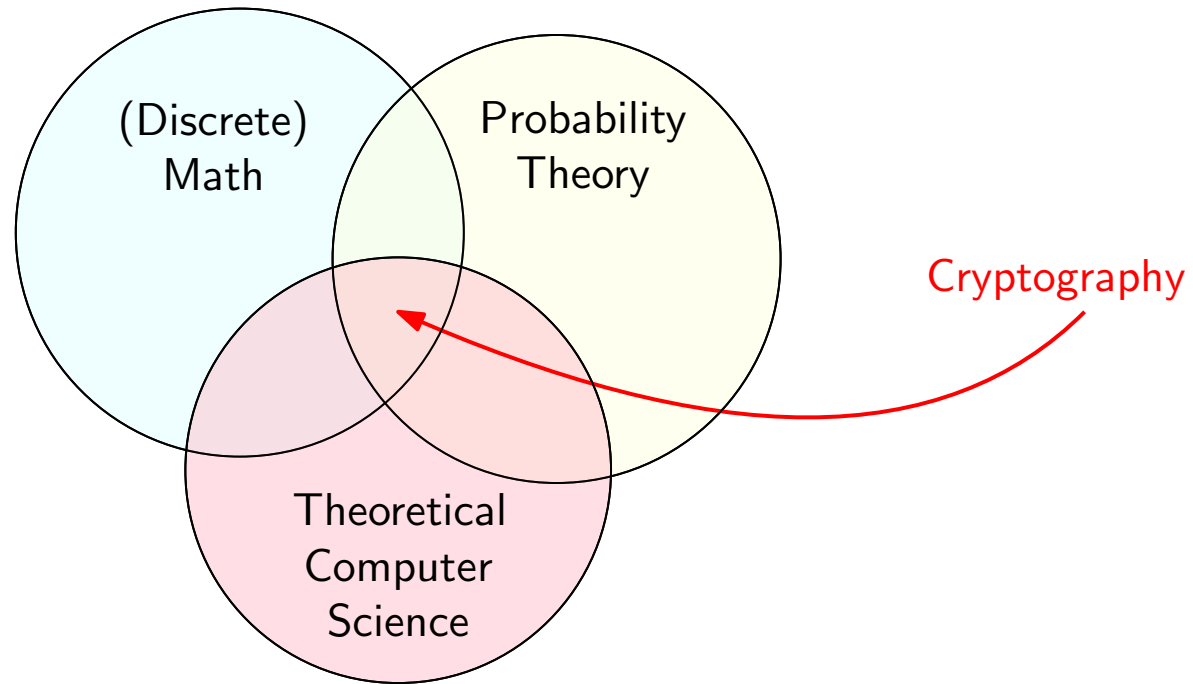 (Discrete)
Math
Probability
Theory
Cryptography
Theoretical
Computer
Science